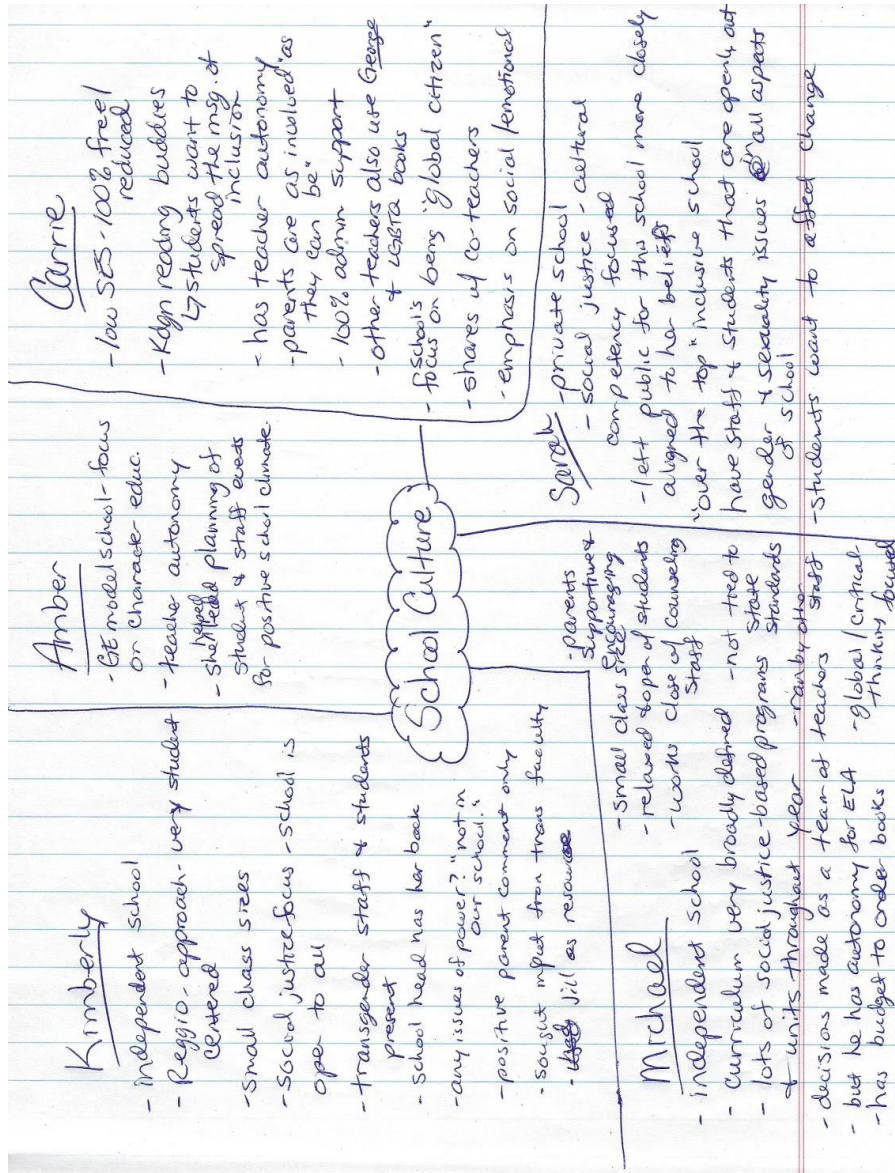 Kimberly
- independent school
- Reggio-approach - very student
centered
- small class sizes
- social justice focus - school is
open to all
- transgender staff & students
present
- school head has her back
- any issues of power? "not in
our school."
- positive parent comment only
- sought input from trans faculty
- Jill as resource
Amber
- GE model school - focus
on character educ.
- teacher autonomy
- she helped planning of
student & staff events
for positive school climate
Carrie
- low SES - 100% free/
reduced
- Kdgn reading buddies
↳ students want to
spread the msg. of
inclusion
- has teacher autonomy
- parents are as involved "as
they can be"
- 100% admin support
- other teachers also use George
& LGBTQ books
- school's
focus on being "global citizen"
- shares w/ co-teachers
- emphasis on social/emotional
School Culture
Michael
- independent school
- curriculum very broadly defined - not tied to
state
standards
- lots of social justice-based programs
& units throughout year
- ran by other
staff
- decisions made as a team of teachers
- but he has autonomy for ELA
- global/critical-
thinking focused
- has budget to order books
- small class size
- relaxed & open w/ students
- works close w/ counseling
staff
- parents
supportive &
encouraging
Sarah
- private school
- social justice - cultural
competency focused
- left public for this school more closely
aligned to her beliefs
"over the top" inclusive school
have staff & students that are openly out
gender & sexuality issues in all aspects
of school
- students want to affect change